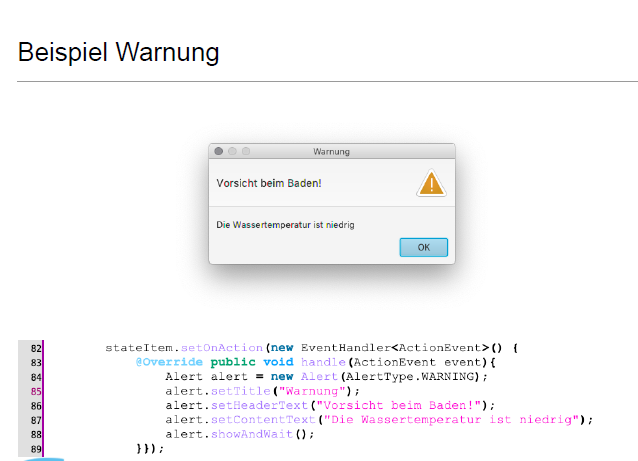 Beispiel Warnung
Warnung
Vorsicht beim Baden!
Die Wassertemperatur ist niedrig
OK
82 stateItem.setOnAction(new EventHandler<ActionEvent>() {
83 @Override public void handle(ActionEvent event){
84 Alert alert = new Alert(AlertType.WARNING);
85 alert.setTitle("Warnung");
86 alert.setHeaderText("Vorsicht beim Baden!");
87 alert.setContentText("Die Wassertemperatur ist niedrig");
88 alert.showAndWait();
89 }});